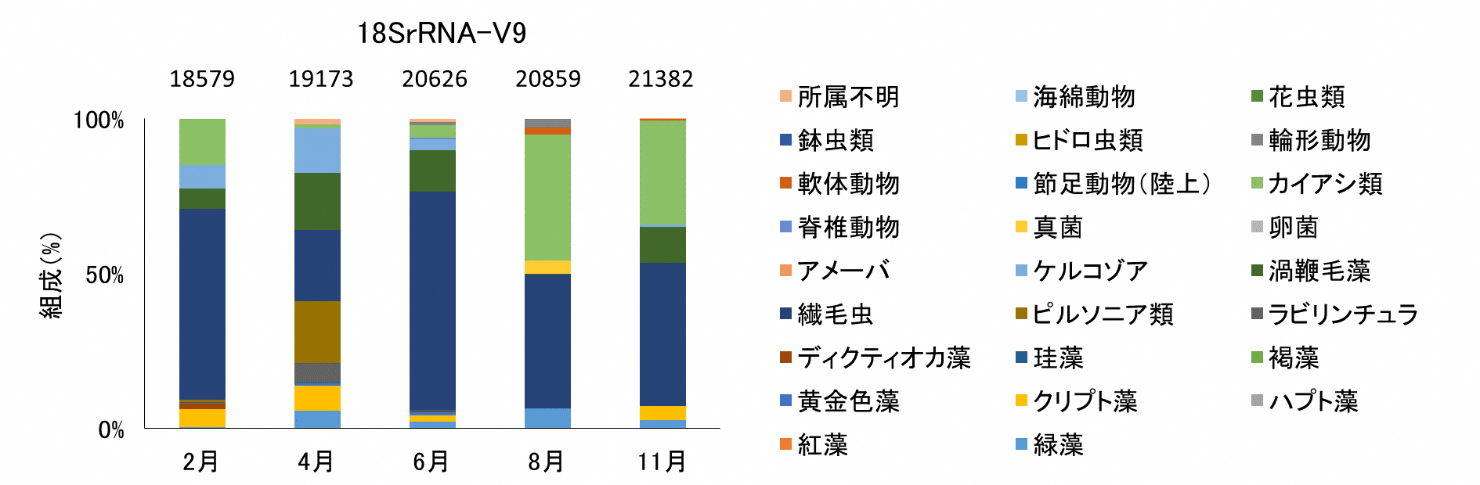 18SrRNA-V9
18579 19173 20626 20859 21382
100%
50%
0%
組成(%)
2月 4月 6月 8月 11月
所属不明 海綿動物 花虫類
鉢虫類 ヒドロ虫類 輪形動物
軟体動物 節足動物(陸上) カイアシ類
脊椎動物 真菌 卵菌
アメーバ ケルコゾア 渦鞭毛藻
繊毛虫 ピルソニア類 ラビリンチュラ
ディクティオカ藻 珪藻 褐藻
黄金色藻 クリプト藻 ハプト藻
紅藻 緑藻